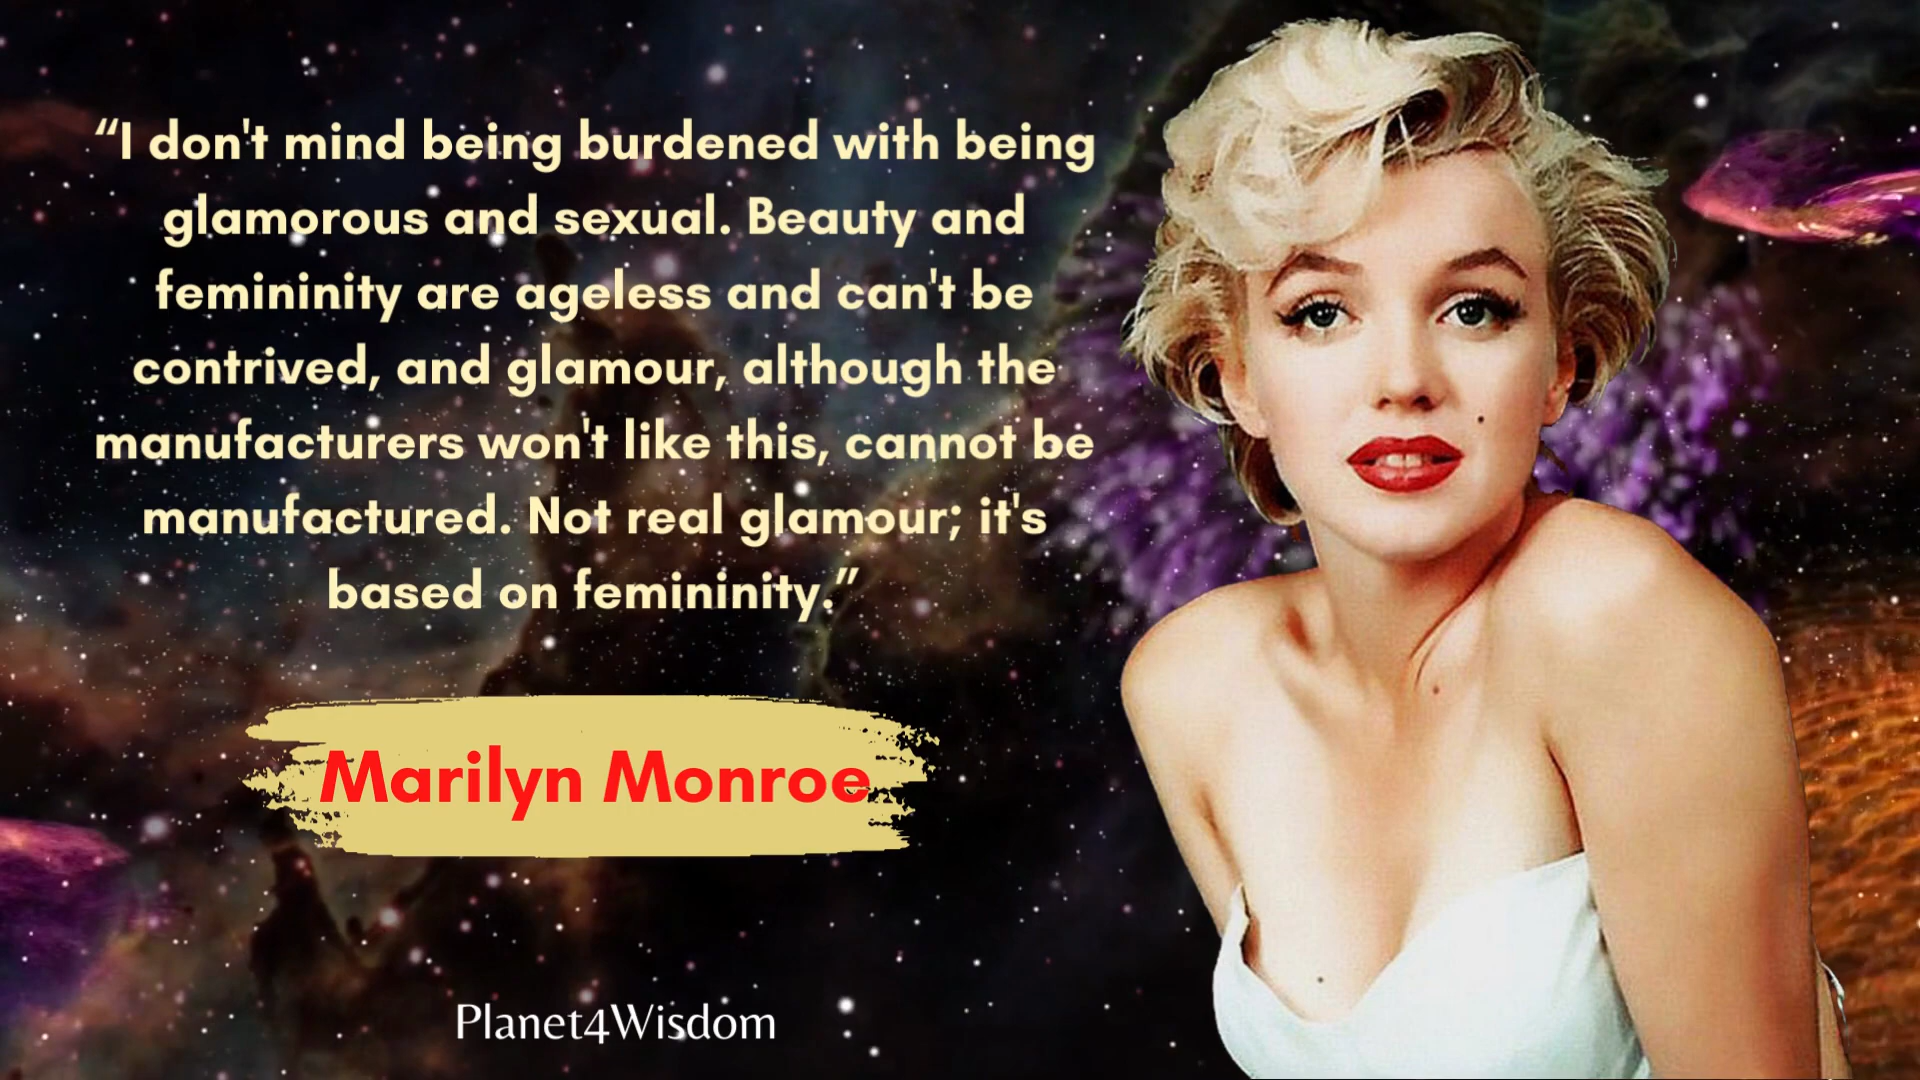 “I don't mind being burdened with being
glamorous and sexual. Beauty and
femininity are ageless and can't be
contrived, and glamour, although the
manufacturers won't like this, cannot be
manufactured. Not real glamour; it's
based on femininity.”
Marilyn Monroe
Planet4Wisdom